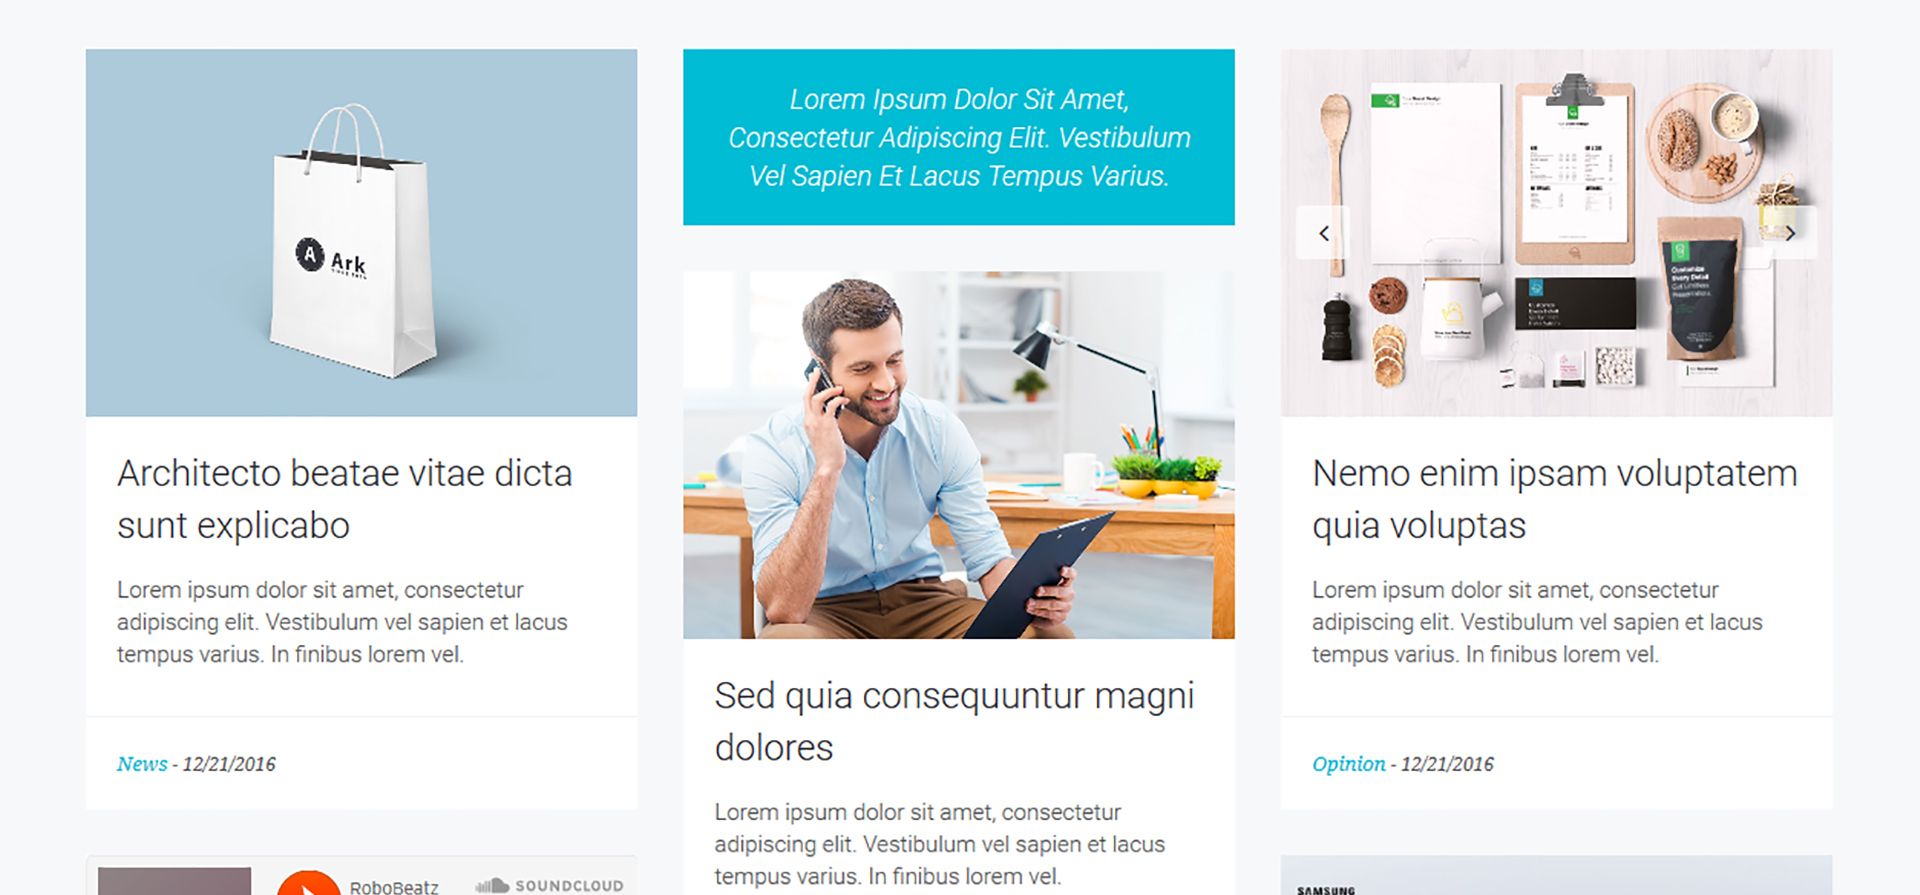 A Ark
Architecto beatae vitae dicta
sunt explicabo
Lorem ipsum dolor sit amet, consectetur
adipiscing elit. Vestibulum vel sapien et lacus
tempus varius. In finibus lorem vel.
News - 12/21/2016
RoboBeatz
SOUNDCLOUD
Lorem Ipsum Dolor Sit Amet,
Consectetur Adipiscing Elit. Vestibulum
Vel Sapien Et Lacus Tempus Varius.
Sed quia consequuntur magni
dolores
Lorem ipsum dolor sit amet, consectetur
adipiscing elit. Vestibulum vel sapien et lacus
tempus varius. In finibus lorem vel.
Customize
Every Detail
Nemo enim ipsam voluptatem
quia voluptas
Lorem ipsum dolor sit amet, consectetur
adipiscing elit. Vestibulum vel sapien et lacus
tempus varius. In finibus lorem vel.
Opinion - 12/21/2016
SAMSUNG